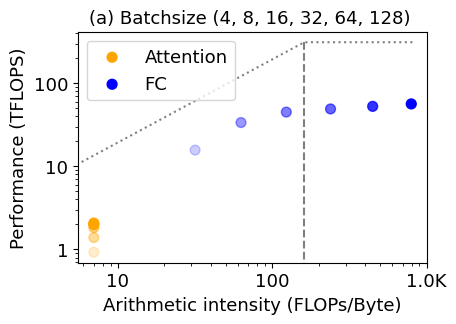 (a) Batchsize (4, 8, 16, 32, 64, 128)
Attention
FC
Performance (TFLOPS)
100
10
1
10
100
1.0K
Arithmetic intensity (FLOPs/Byte)